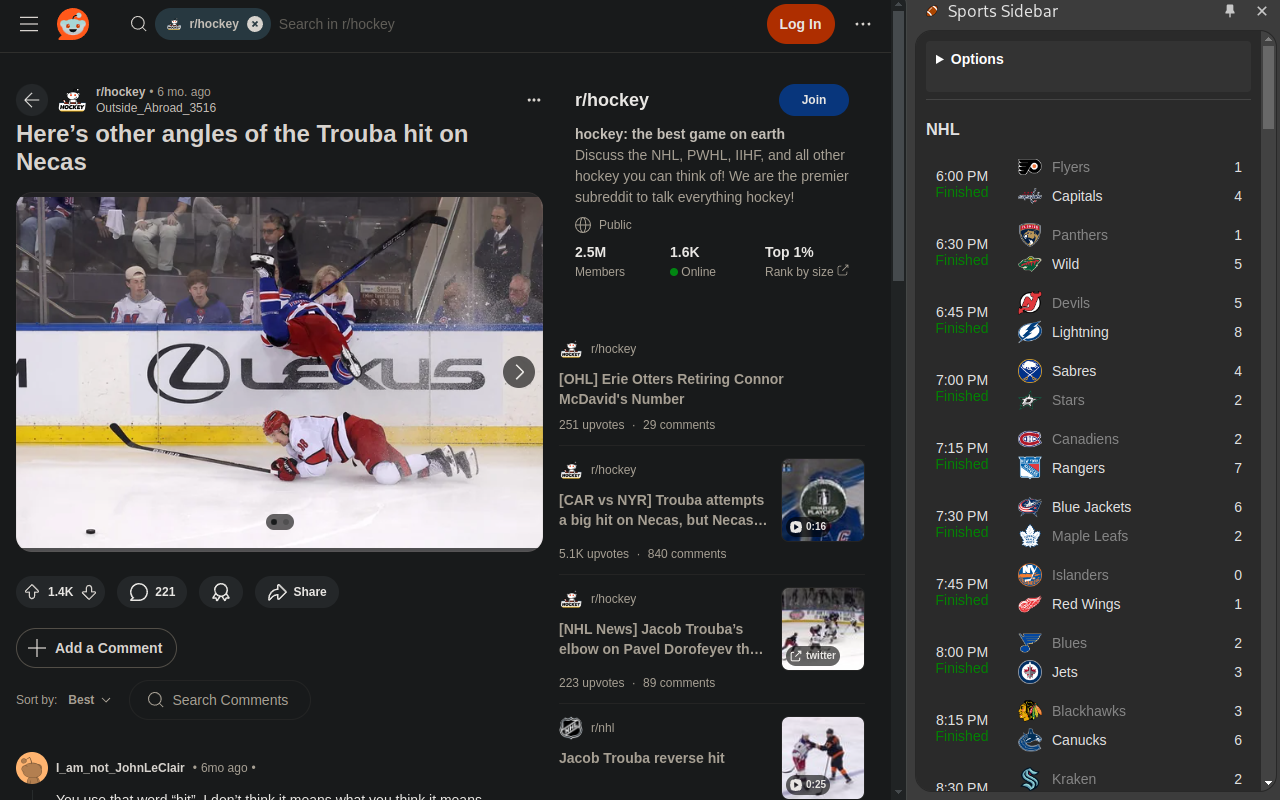 r/hockey
Search in r/hockey
Log In
r/hockey • 6 mo. ago
Outside_Abroad_3516
Here’s other angles of the Trouba hit on
Necas
LEXUS
1.4K
221
Share
Add a Comment
Sort by:
Best
Search Comments
I_am_not_JohnLeClair • 6mo ago •
You use that word “hit”, I don’t think it means what you think it means
r/hockey
Join
hockey: the best game on earth
Discuss the NHL, PWHL, IIHF, and all other
hockey you can think of! We are the premier
subreddit to talk everything hockey!
Public
2.5M
1.6K
Top 1%
Members
Online
Rank by size
r/hockey
[OHL] Erie Otters Retiring Connor
McDavid's Number
251 upvotes · 29 comments
r/hockey
[CAR vs NYR] Trouba attempts
a big hit on Necas, but Necas…
PLAYOFFS
0:16
5.1K upvotes · 840 comments
r/hockey
[NHL News] Jacob Trouba’s
elbow on Pavel Dorofeyev th…
twitter
223 upvotes · 89 comments
r/nhl
Jacob Trouba reverse hit
0:25
Sports Sidebar
Options
NHL
6:00 PM
Finished
Flyers 1
Capitals 4
6:30 PM
Finished
Panthers 1
Wild 5
6:45 PM
Finished
Devils 5
Lightning 8
7:00 PM
Finished
Sabres 4
Stars 2
7:15 PM
Finished
Canadiens 2
Rangers 7
7:30 PM
Finished
Blue Jackets 6
Maple Leafs 2
7:45 PM
Finished
Islanders 0
Red Wings 1
8:00 PM
Finished
Blues 2
Jets 3
8:15 PM
Finished
Blackhawks 3
Canucks 6
8:30 PM
Kraken 2